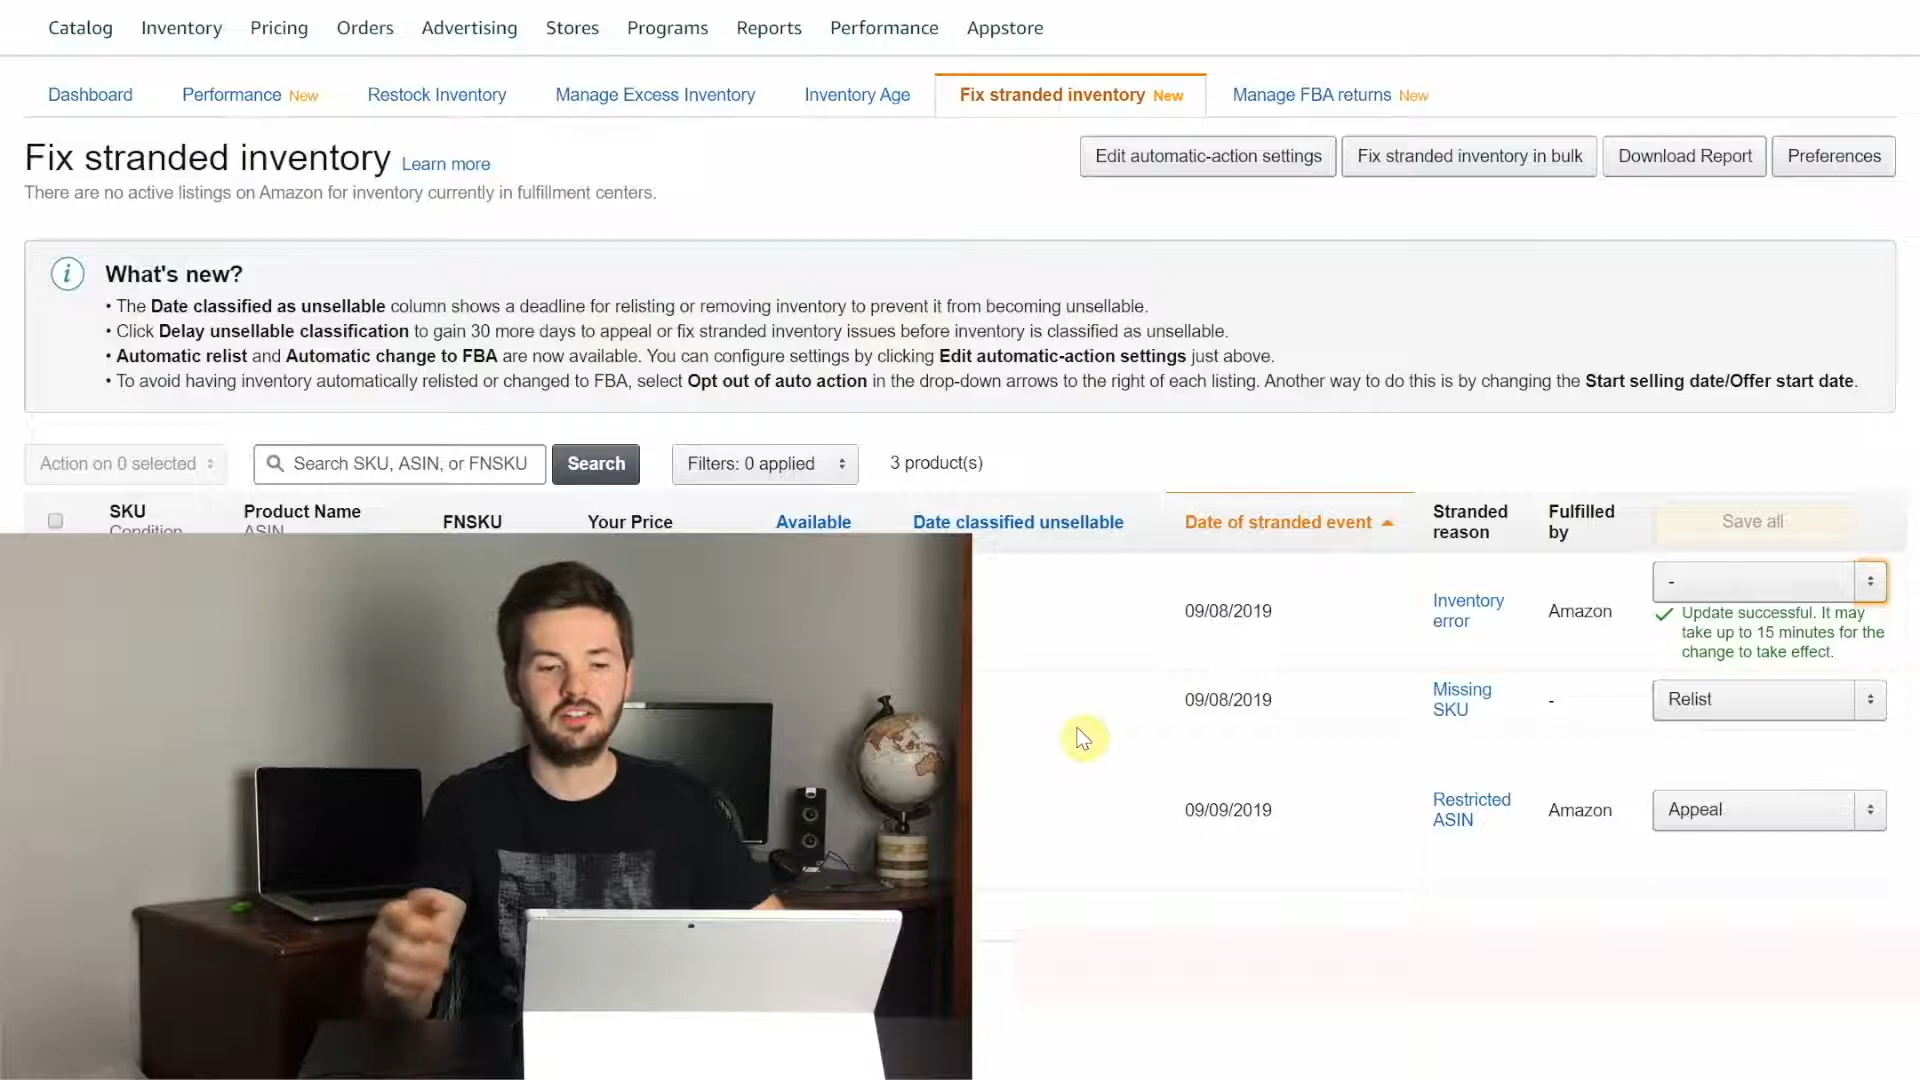 Catalog Inventory Pricing Orders Advertising Stores Programs Reports Performance Appstore
Dashboard Performance New Restock Inventory Manage Excess Inventory Inventory Age Fix stranded inventory New Manage FBA returns New
Fix stranded inventory Learn more
Edit automatic-action settings Fix stranded inventory in bulk Download Report Preferences
There are no active listings on Amazon for inventory currently in fulfillment centers.
i What's new?
• The Date classified as unsellable column shows a deadline for relisting or removing inventory to prevent it from becoming unsellable.
• Click Delay unsellable classification to gain 30 more days to appeal or fix stranded inventory issues before inventory is classified as unsellable.
• Automatic relist and Automatic change to FBA are now available. You can configure settings by clicking Edit automatic-action settings just above.
• To avoid having inventory automatically relisted or changed to FBA, select Opt out of auto action in the drop-down arrows to the right of each listing. Another way to do this is by changing the Start selling date/Offer start date.
Action on 0 selected Search SKU, ASIN, or FNSKU Search Filters: 0 applied 3 product(s)
SKU
Condition
Product Name
ASIN
FNSKU
Your Price
Available
Date classified unsellable
Date of stranded event
Stranded
reason
Fulfilled
by
Save all
09/08/2019
Inventory
error
Amazon
-
Update successful. It may
take up to 15 minutes for the
change to take effect.
09/08/2019
Missing
SKU
-
Relist
09/09/2019
Restricted
ASIN
Amazon
Appeal